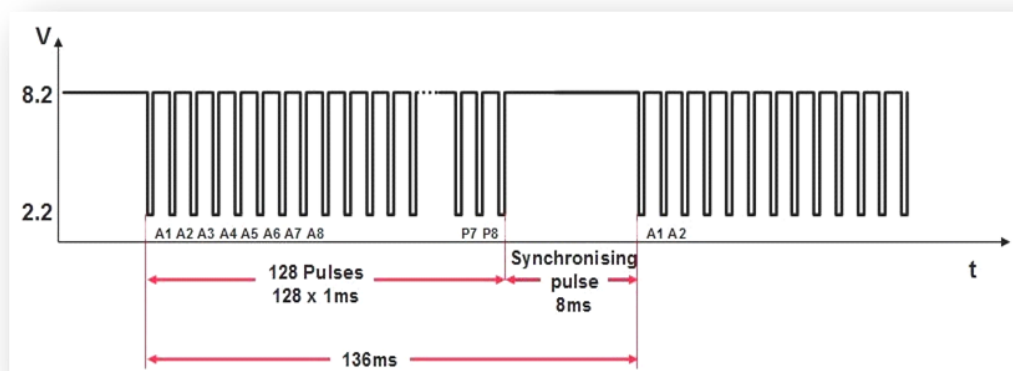 V
8.2
2.2
A1 A2 A3 A4 A5 A6 A7 A8
P7 P8
A1 A2
t
128 Pulses
128 x 1ms
Synchronising
pulse
8ms
136ms